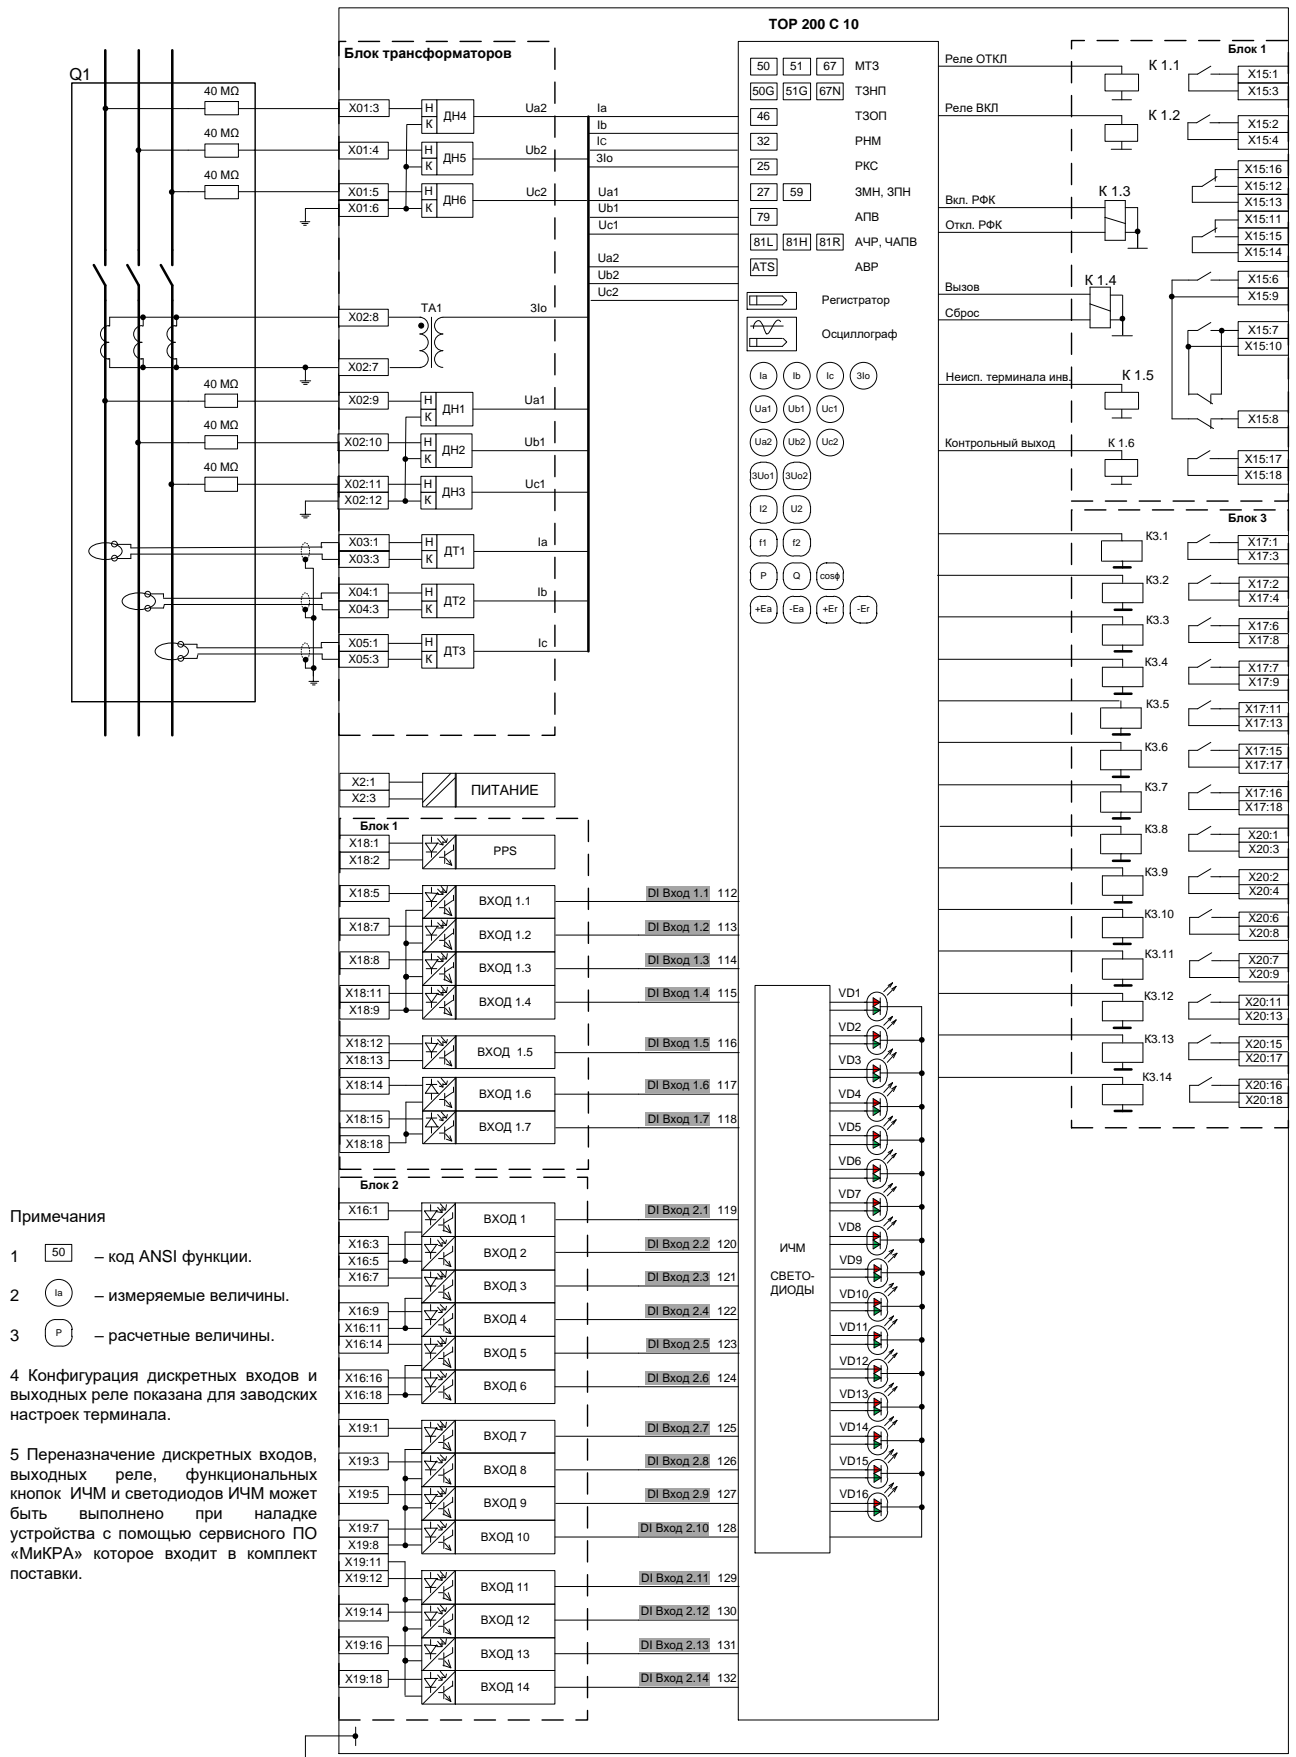 ТОР 200 С 10
Блок трансформаторов
Q1
40 MΩ
X01:3
Н
К
ДН4
Ua2
40 MΩ
X01:4
Н
К
ДН5
Ub2
40 MΩ
X01:5
X01:6
Н
К
ДН6
Uc2
X02:8
TA1
3Io
X02:7
40 MΩ
X02:9
Н
К
ДН1
Ua1
40 MΩ
X02:10
Н
К
ДН2
Ub1
40 MΩ
X02:11
X02:12
Н
К
ДН3
Uc1
X03:1
X03:3
Н
К
ДТ1
Ia
X04:1
X04:3
Н
К
ДТ2
Ib
X05:1
X05:3
Н
К
ДТ3
Ic
Ia
Ib
Ic
3Io
Ua1
Ub1
Uc1
Ua2
Ub2
Uc2
50 51 67 МТЗ
50G 51G 67N ТЗНП
46 ТЗОП
32 РНМ
25 РКС
27 59 ЗМН, ЗПН
79 АПВ
81L 81H 81R АЧР, ЧАПВ
ATS АВР
Регистратор
Осциллограф
Ia Ib Ic 3Io
Ua1 Ub1 Uc1
Ua2 Ub2 Uc2
3Uo1 3Uo2
I2 U2
f1 f2
P Q cosϕ
+Ea -Ea +Er -Er
Блок 1
Реле ОТКЛ
К 1.1
X15:1
X15:3
Реле ВКЛ
К 1.2
X15:2
X15:4
Вкл. РФК
Откл. РФК
К 1.3
X15:16
X15:12
X15:13
X15:11
X15:15
X15:14
Вызов
Сброс
К 1.4
X15:6
X15:9
X15:7
X15:10
Неисп. терминала инв.
К 1.5
X15:8
Контрольный выход
К 1.6
X15:17
X15:18
Блок 3
К3.1
X17:1
X17:3
К3.2
X17:2
X17:4
К3.3
X17:6
X17:8
К3.4
X17:7
X17:9
К3.5
X17:11
X17:13
К3.6
X17:15
X17:17
К3.7
X17:16
X17:18
К3.8
X20:1
X20:3
К3.9
X20:2
X20:4
К3.10
X20:6
X20:8
К3.11
X20:7
X20:9
К3.12
X20:11
X20:13
К3.13
X20:15
X20:17
К3.14
X20:16
X20:18
X2:1
X2:3
ПИТАНИЕ
Блок 1
X18:1
X18:2
PPS
X18:5
ВХОД 1.1
DI Вход 1.1 112
X18:7
ВХОД 1.2
DI Вход 1.2 113
X18:8
ВХОД 1.3
DI Вход 1.3 114
X18:11
X18:9
ВХОД 1.4
DI Вход 1.4 115
X18:12
X18:13
ВХОД 1.5
DI Вход 1.5 116
X18:14
ВХОД 1.6
DI Вход 1.6 117
X18:15
X18:18
ВХОД 1.7
DI Вход 1.7 118
Блок 2
X16:1
ВХОД 1
DI Вход 2.1 119
X16:3
X16:5
ВХОД 2
DI Вход 2.2 120
X16:7
ВХОД 3
DI Вход 2.3 121
X16:9
X16:11
ВХОД 4
DI Вход 2.4 122
X16:14
ВХОД 5
DI Вход 2.5 123
X16:16
X16:18
ВХОД 6
DI Вход 2.6 124
X19:1
ВХОД 7
DI Вход 2.7 125
X19:3
ВХОД 8
DI Вход 2.8 126
X19:5
ВХОД 9
DI Вход 2.9 127
X19:7
X19:8
ВХОД 10
DI Вход 2.10 128
X19:11
X19:12
ВХОД 11
DI Вход 2.11 129
X19:14
ВХОД 12
DI Вход 2.12 130
X19:16
ВХОД 13
DI Вход 2.13 131
X19:18
ВХОД 14
DI Вход 2.14 132
ИЧМ
СВЕТО-
ДИОДЫ
VD1
VD2
VD3
VD4
VD5
VD6
VD7
VD8
VD9
VD10
VD11
VD12
VD13
VD14
VD15
VD16
Примечания
1 50 – код ANSI функции.
2 Ia – измеряемые величины.
3 P – расчетные величины.
4 Конфигурация дискретных входов и
выходных реле показана для заводских
настроек терминала.
5 Переназначение дискретных входов,
выходных реле, функциональных
кнопок ИЧМ и светодиодов ИЧМ может
быть выполнено при наладке
устройства с помощью сервисного ПО
«МиКРА» которое входит в комплект
поставки.